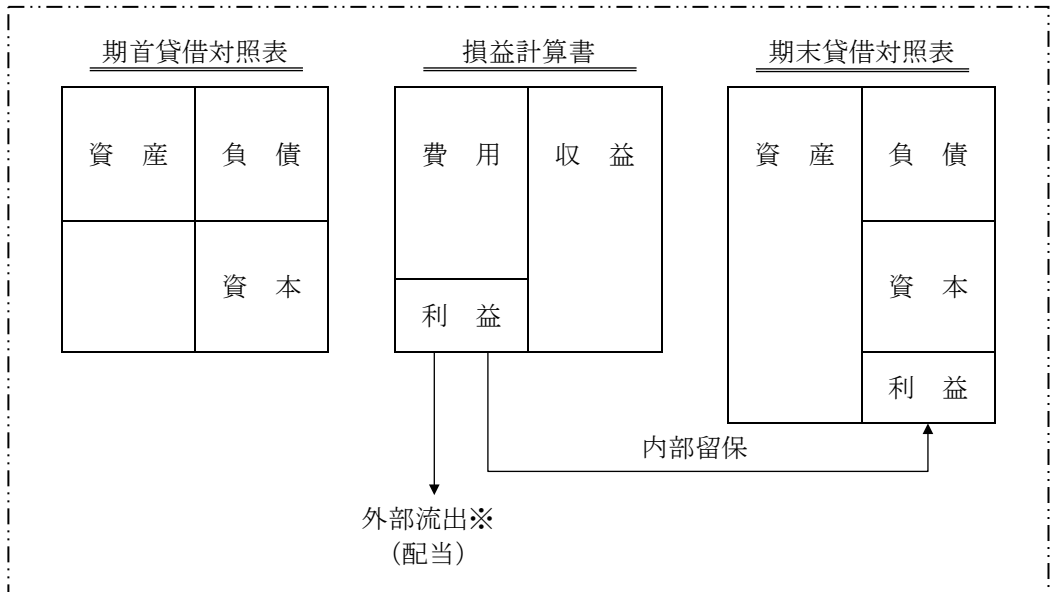 期首貸借対照表
資産
負債
資本
損益計算書
費用
収益
利益
期末貸借対照表
資産
負債
資本
利益
内部留保
外部流出※
（配当）